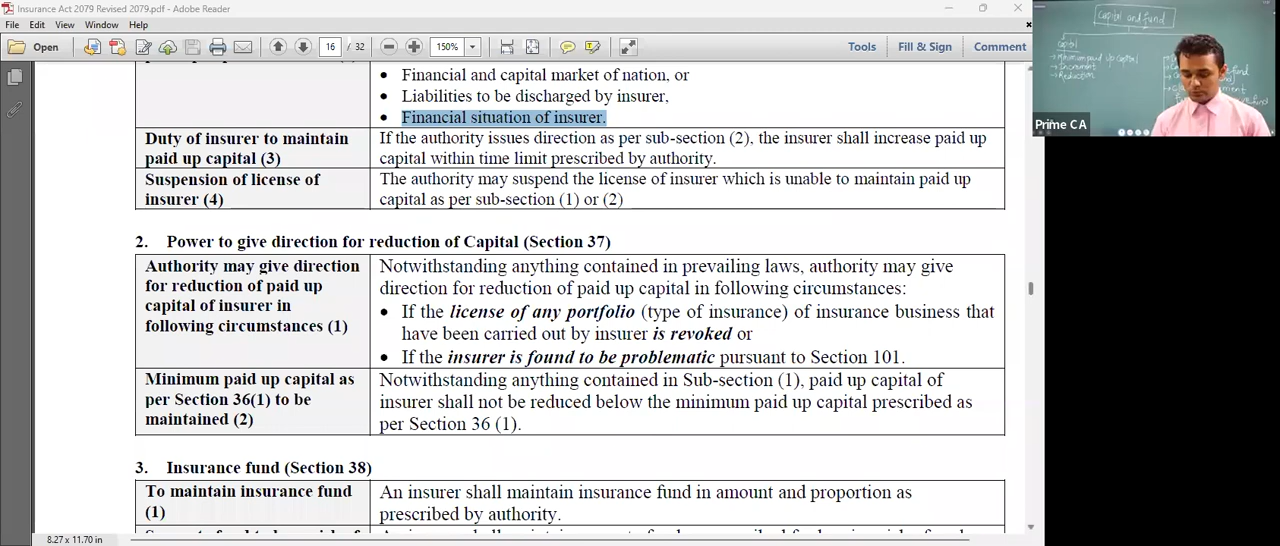 Insurance Act 2079 Revised 2079.pdf - Adobe Reader
File Edit View Window Help
Open 16 / 32 150% Tools Fill & Sign Comment
Financial and capital market of nation, or
Liabilities to be discharged by insurer,
Financial situation of insurer.
Duty of insurer to maintain paid up capital (3)
If the authority issues direction as per sub-section (2), the insurer shall increase paid up
capital within time limit prescribed by authority.
Suspension of license of
insurer (4)
The authority may suspend the license of insurer which is unable to maintain paid up
capital as per sub-section (1) or (2)
2. Power to give direction for reduction of Capital (Section 37)
Authority may give direction
for reduction of paid up
capital of insurer in
following circumstances (1)
Notwithstanding anything contained in prevailing laws, authority may give
direction for reduction of paid up capital in following circumstances:
If the license of any portfolio (type of insurance) of insurance business that
have been carried out by insurer is revoked or
If the insurer is found to be problematic pursuant to Section 101.
Minimum paid up capital as
per Section 36(1) to be
maintained (2)
Notwithstanding anything contained in Sub-section (1), paid up capital of
insurer shall not be reduced below the minimum paid up capital prescribed as
per Section 36 (1).
3. Insurance fund (Section 38)
To maintain insurance fund
(1)
An insurer shall maintain insurance fund in amount and proportion as
prescribed by authority.
8.27 x 11.70 in
Capital and fund
Capital
Minimum paid up capital
Increment
Reduction
Prime CA